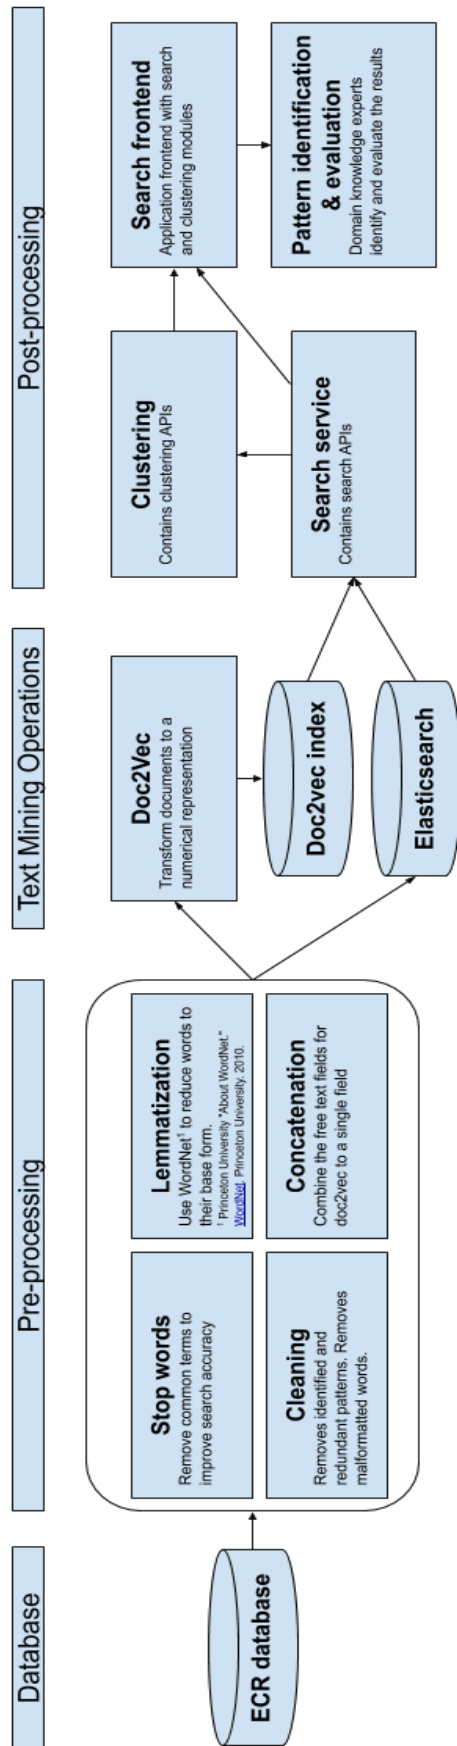 Database
Pre-processing
Text Mining Operations
Post-processing
ECR database
Stop words
Remove common terms to
improve search accuracy
Lemmatization
Use WordNet¹ to reduce words to
their base form.
¹ Princeton University "About WordNet."
WordNet. Princeton University. 2010.
Cleaning
Removes identified and
redundant patterns. Removes
malformatted words.
Concatenation
Combine the free text fields for
doc2vec to a single field
Doc2Vec
Transform documents to a
numerical representation
Doc2vec index
Elasticsearch
Clustering
Contains clustering APIs
Search service
Contains search APIs
Search frontend
Application frontend with search
and clustering modules
Pattern identification
& evaluation
Domain knowledge experts
identify and evaluate the results